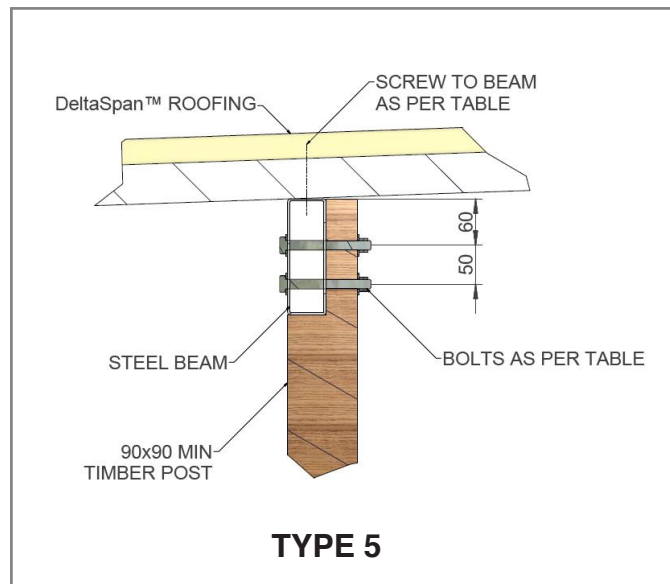 SCREW TO BEAM
AS PER TABLE
DeltaSpan™ ROOFING
60
50
STEEL BEAM
BOLTS AS PER TABLE
90x90 MIN
TIMBER POST
TYPE 5